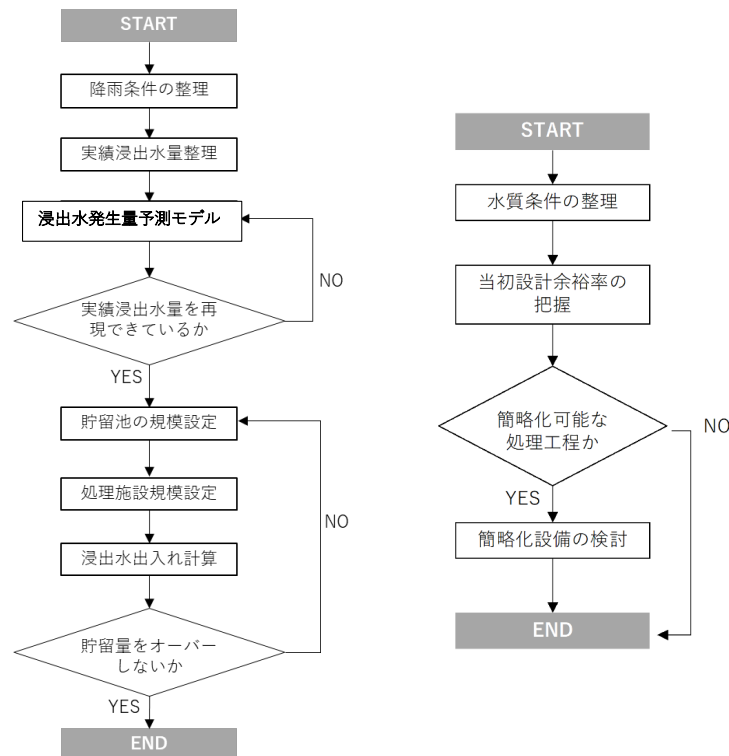 START
降雨条件の整理
実績浸出水量整理
浸出水発生量予測モデル
NO
実績浸出水量を再
現できているか
YES
貯留池の規模設定
処理施設規模設定
NO
浸出水出入れ計算
貯留量をオーバー
しないか
YES
END
START
水質条件の整理
当初設計余裕率の
把握
簡略化可能な
処理工程か
NO
YES
簡略化設備の検討
END